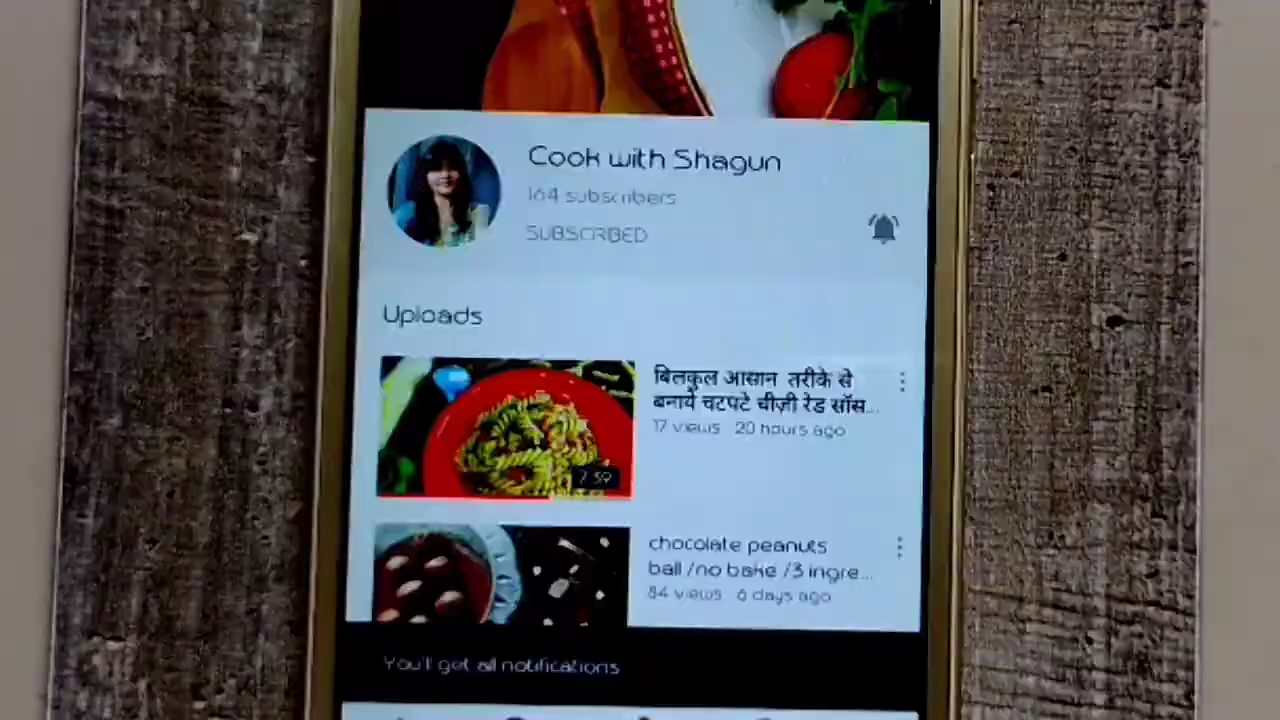 Cook with Shagun
164 subscribers
SUBSCRIBED
Uploads
बिलकुल आसान तरीके से
बनायें चटपटे चीज़ी रेड सॉस...
17 views 20 hours ago
7:59
chocolate peanuts
ball /no bake /3 ingre...
84 views 6 days ago
You'll get all notifications